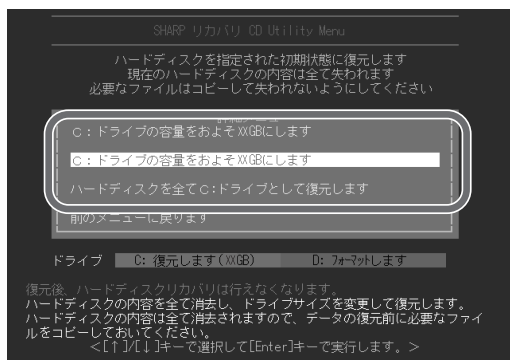 SHARP リカバリ CD Utility Menu
ハードディスクを指定された初期状態に復元します
現在のハードディスクの内容は全て失われます
必要なファイルはコピーして失われないようにしてください
C：ドライブの容量をおよそXXGBにします
C：ドライブの容量をおよそXXGBにします
ハードディスクを全てC：ドライブとして復元します
前のメニューに戻ります
ドライブ C: 復元します(XXGB) D: ﾌｫｰﾏｯﾄします
復元後、ハードディスクリカバリは行えなくなります。
ハードディスクの内容を全て消去し、ドライブサイズを変更して復元します。
ハードディスクの内容は全て消去されますので、データの復元前に必要なファイ
ルをコピーしておいてください。
<[↑]/[↓]キーで選択して[Enter]キーで実行します。>